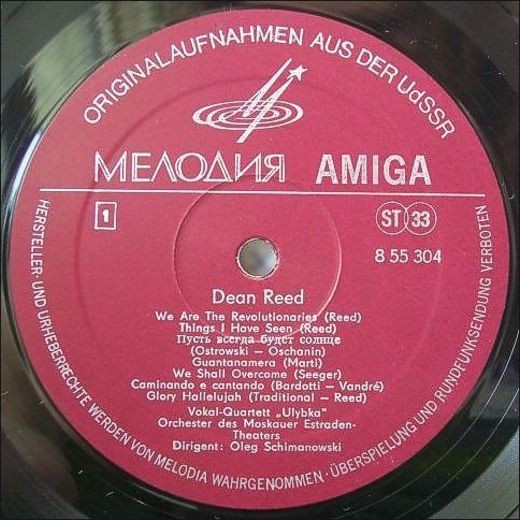 ORIGINALAUFNAHMEN AUS DER UdSSR
МЕЛОДИЯ AMIGA
1
ST 33
8 55 304
Dean Reed
We Are The Revolutionaries (Reed)
Things I Have Seen (Reed)
Пусть всегда будет солнце
(Ostrowski – Oschanin)
Guantanamera (Marti)
We Shall Overcome (Seeger)
Caminando e cantando (Bardotti – Vandré)
Glory Hallelujah (Traditional – Reed)
Vokal-Quartett „Ulybka"
Orchester des Moskauer Estraden-
Theaters
Dirigent: Oleg Schimanowski
HERSTELLER- UND URHEBERRECHTE WERDEN VON MELODIA WAHRGENOMMEN · ÜBERSPIELUNG UND RUNDFUNKSENDUNG VERBOTEN